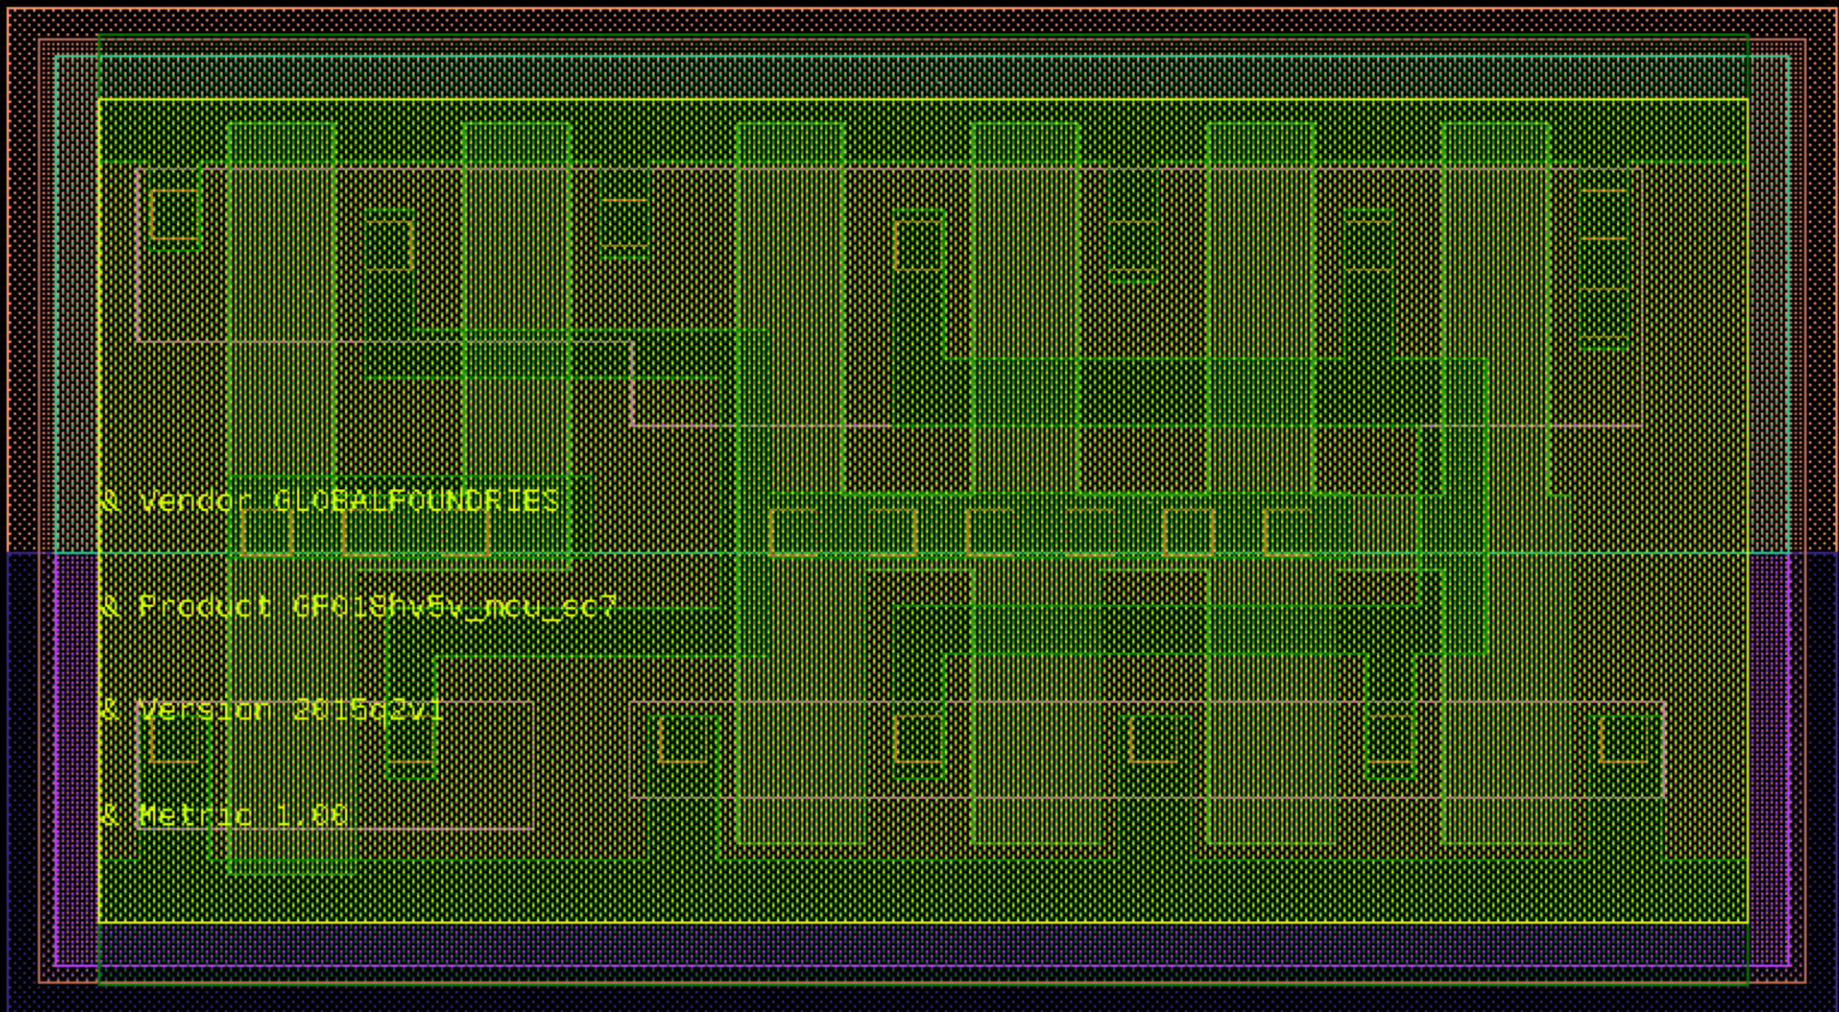 & Vendor GLOBALFOUNDRIES
& Product GF018hv5v_mcu_sc7
& Version 2015q2v1
& Metric 1.00